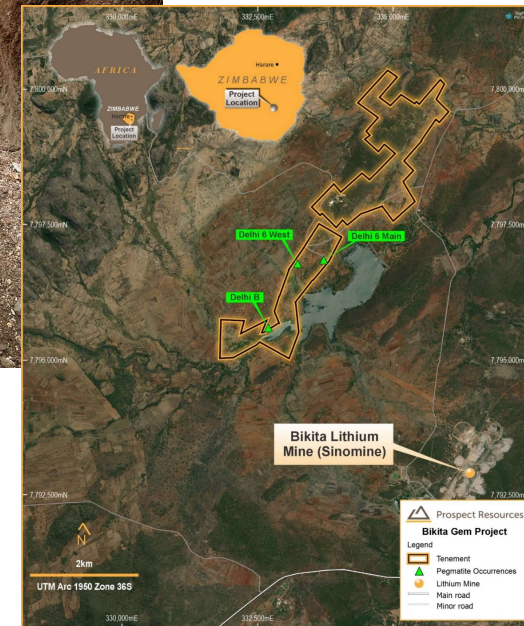 330,000mE
332,500mE
335,000mE
AFRICA
ZIMBABWE
Harare
Project
Location
Harare
ZIMBABWE
Project
Location
7,800,000mN
7,800,000mN
7,797,500mN
7,797,500mN
Delhi 6 West
Delhi 6 Main
Delhi B
7,795,000mN
7,795,000mN
Bikita Lithium
Mine (Sinomine)
7,792,500mN
7,792,500mN
N
2km
UTM Arc 1950 Zone 36S
330,000mE
332,500mE
Prospect Resources
Bikita Gem Project
Legend
Tenement
Pegmatite Occurrences
Lithium Mine
Main road
Minor road